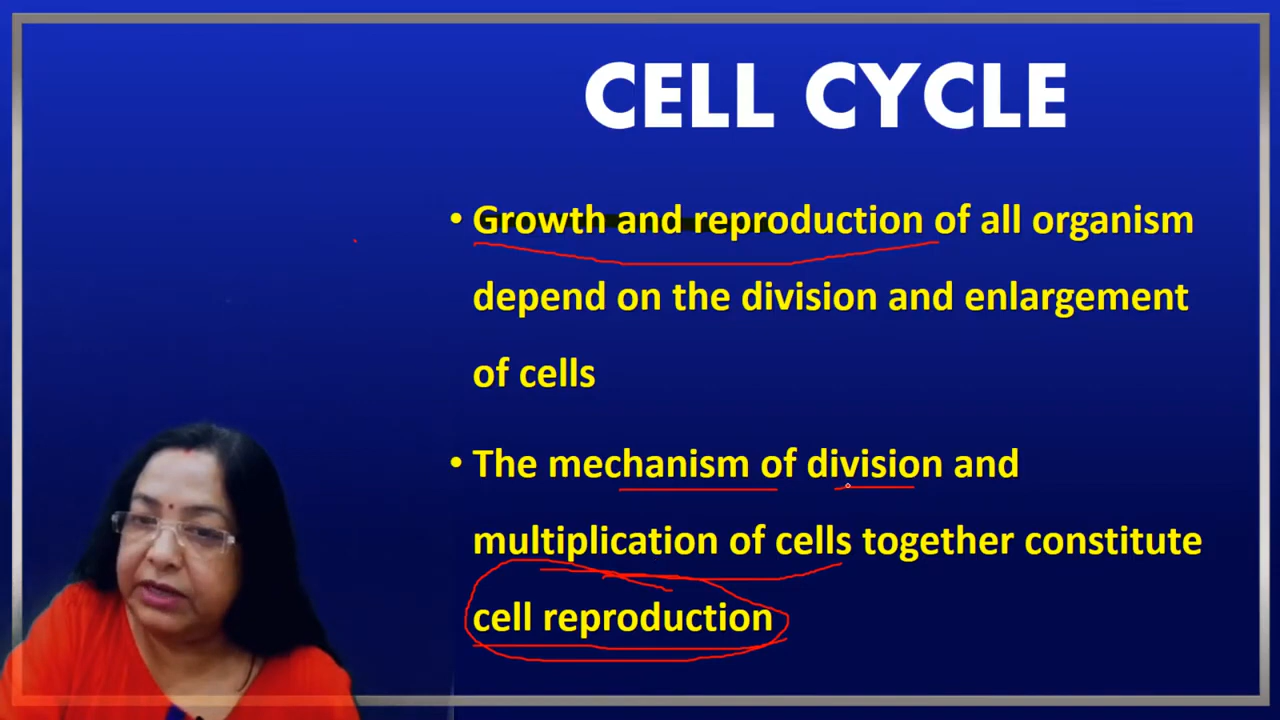 CELL CYCLE
• Growth and reproduction of all organism
depend on the division and enlargement
of cells
• The mechanism of division and
multiplication of cells together constitute
cell reproduction